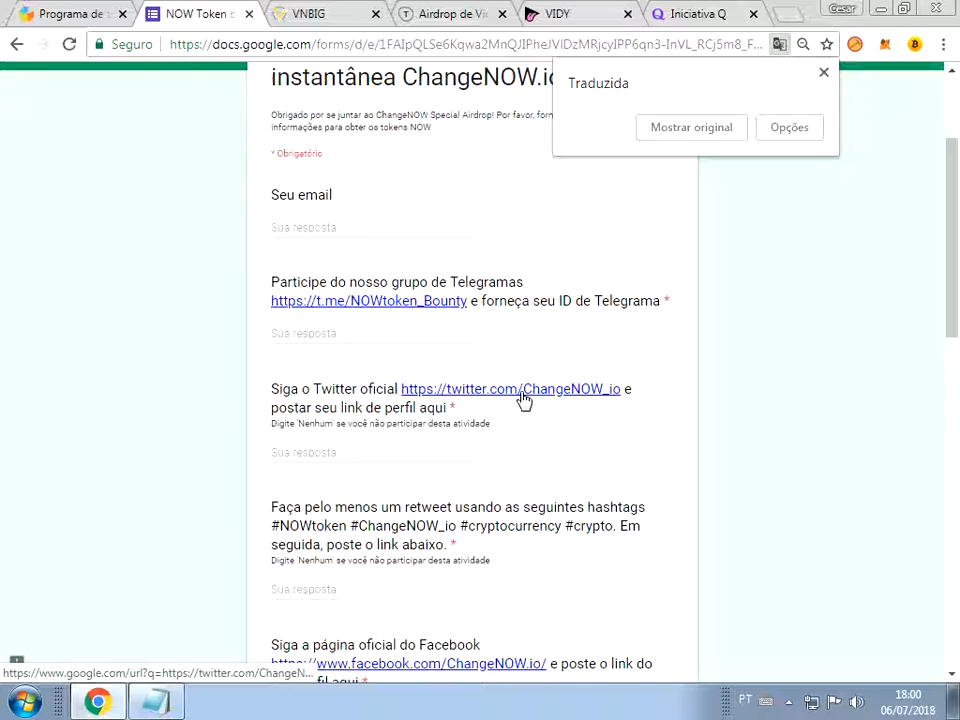 Programa de t
NOW Token b
VNBIG
Airdrop de Vi
VIDY
Iniciativa Q
Cesar
Seguro
https://docs.google.com/forms/d/e/1FAIpQLSe6Kqwa2MnQJIPheJVIDzMRjcyIPP6qn3-InVL_RCj5m8_F...
Traduzida
Mostrar original
Opções
instantânea ChangeNOW.io
Obrigado por se juntar ao ChangeNOW Special Airdrop! Por favor, forn
informações para obter os tokens NOW
* Obrigatório
Seu email
Sua resposta
Participe do nosso grupo de Telegramas
https://t.me/NOWtoken_Bounty e forneça seu ID de Telegrama *
Sua resposta
Siga o Twitter oficial https://twitter.com/ChangeNOW_io e
postar seu link de perfil aqui *
Digite 'Nenhum' se você não participar desta atividade
Sua resposta
Faça pelo menos um retweet usando as seguintes hashtags
#NOWtoken #ChangeNOW_io #cryptocurrency #crypto. Em
seguida, poste o link abaixo. *
Digite 'Nenhum' se você não participar desta atividade
Sua resposta
Siga a página oficial do Facebook
https://www.facebook.com/ChangeNOW.io/ e poste o link do
fil aqui *
https://www.google.com/url?q=https://twitter.com/ChangeN...
PT
18:00
06/07/2018